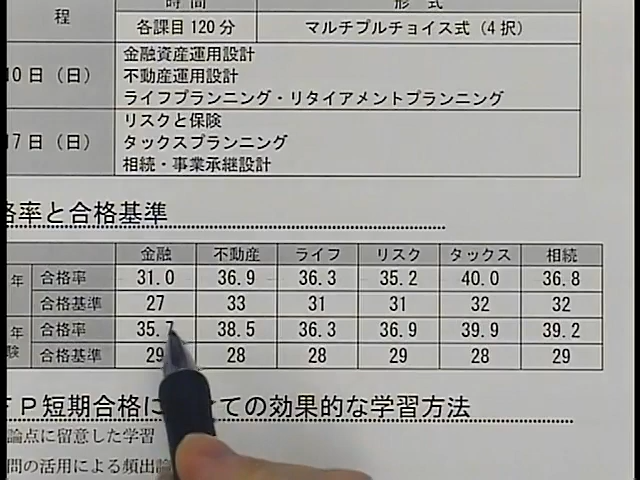 時間 形式
程 各課目120分 マルチプルチョイス式（4択）
10日（日） 金融資産運用設計
不動産運用設計
ライフプランニング・リタイアメントプランニング
17日（日） リスクと保険
タックスプランニング
相続・事業承継設計
格率と合格基準
金融 不動産 ライフ リスク タックス 相続
年 合格率 31.0 36.9 36.3 35.2 40.0 36.8
合格基準 27 33 31 31 32 32
年 合格率 35.7 38.5 36.3 36.9 39.9 39.2
験 合格基準 29 28 28 29 28 29
FP短期合格に ての効果的な学習方法
論点に留意した学習
問の活用による頻出論